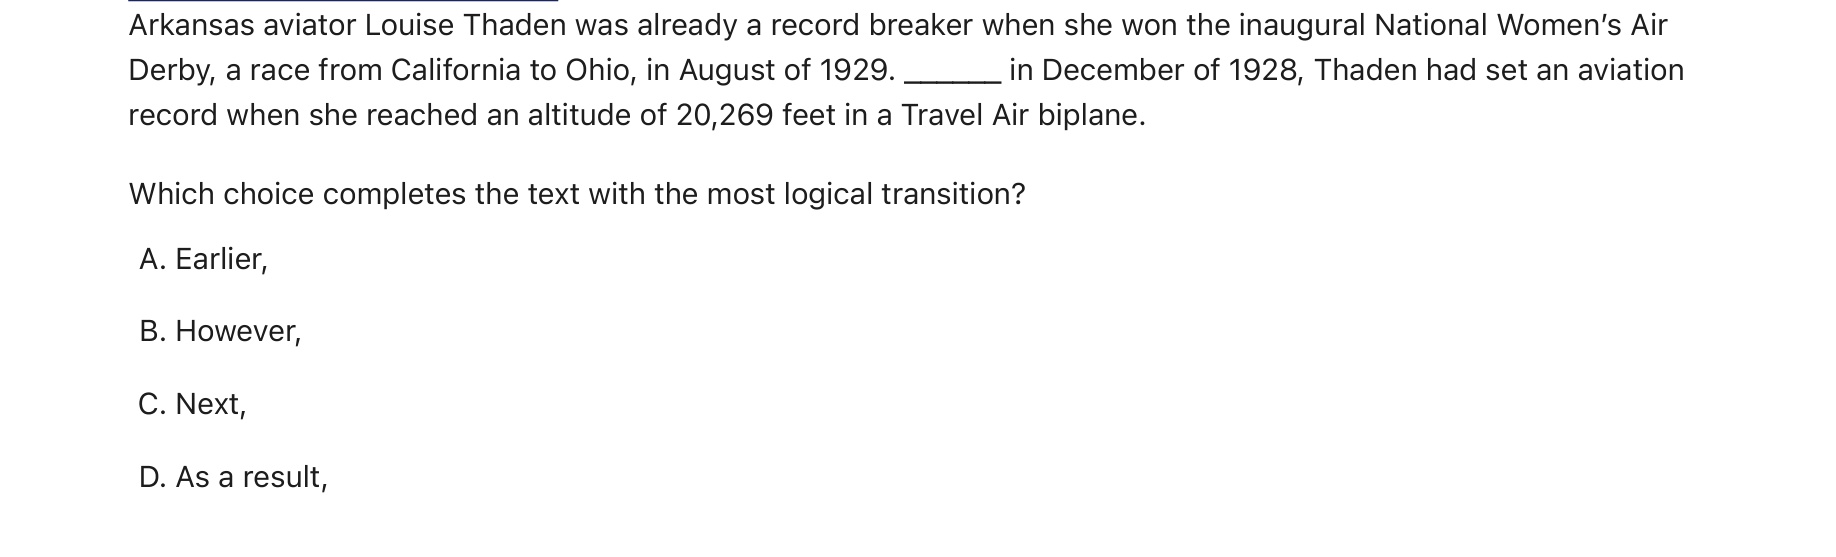 Arkansas aviator Louise Thaden was already a record breaker when she won the inaugural National Women’s Air
Derby, a race from California to Ohio, in August of 1929. ______ in December of 1928, Thaden had set an aviation
record when she reached an altitude of 20,269 feet in a Travel Air biplane.
Which choice completes the text with the most logical transition?
A. Earlier,
B. However,
C. Next,
D. As a result,